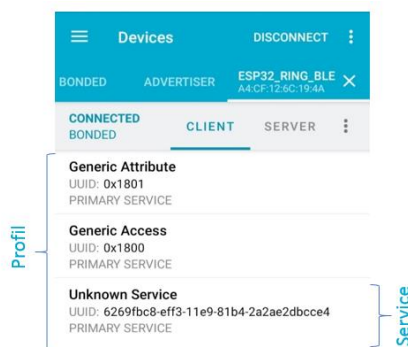 Devices DISCONNECT
BONDED ADVERTISER ESP32_RING_BLE
A4:CF:12:6C:19:4A
CONNECTED CLIENT SERVER
BONDED
Generic Attribute
UUID: 0x1801
PRIMARY SERVICE
Generic Access
UUID: 0x1800
PRIMARY SERVICE
Unknown Service
UUID: 6269fbc8-eff3-11e9-81b4-2a2ae2dbcce4
PRIMARY SERVICE
Profil
Service